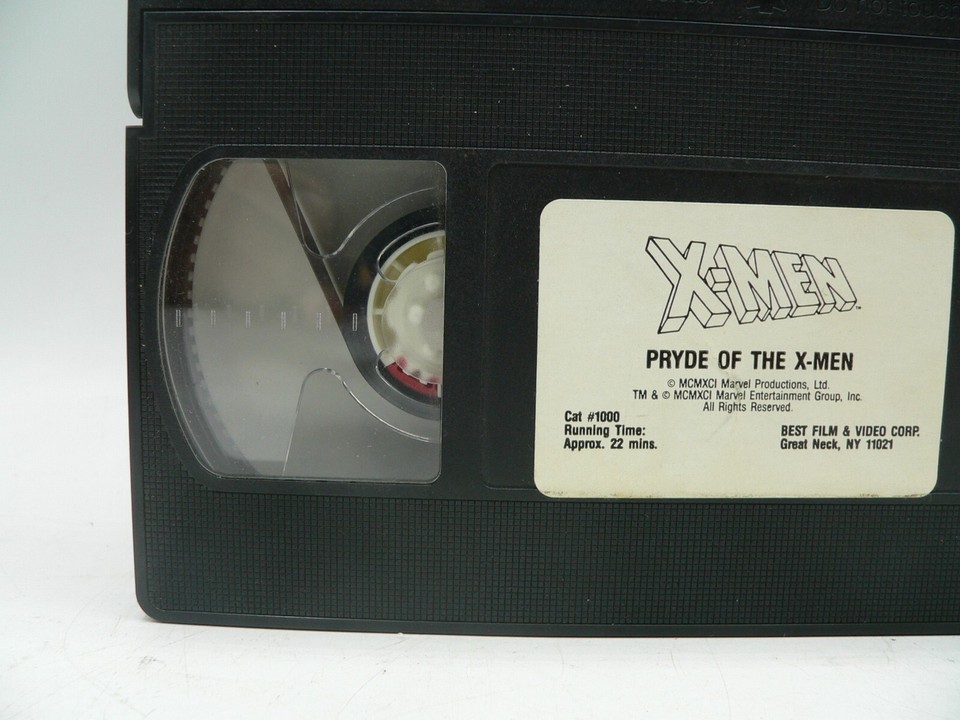 X-MEN™
PRYDE OF THE X-MEN
© MCMXCI Marvel Productions, Ltd.
TM & © MCMXCI Marvel Entertainment Group, Inc.
All Rights Reserved.
Cat #1000
Running Time:
Approx. 22 mins.
BEST FILM & VIDEO CORP.
Great Neck, NY 11021